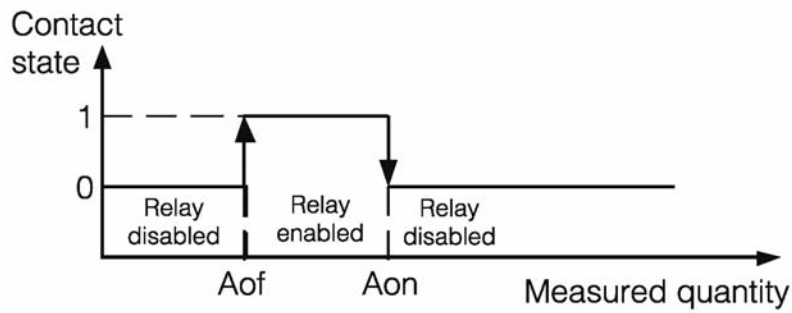 Contact
state
1
0
Relay
disabled
Relay
enabled
Relay
disabled
Aof
Aon
Measured quantity